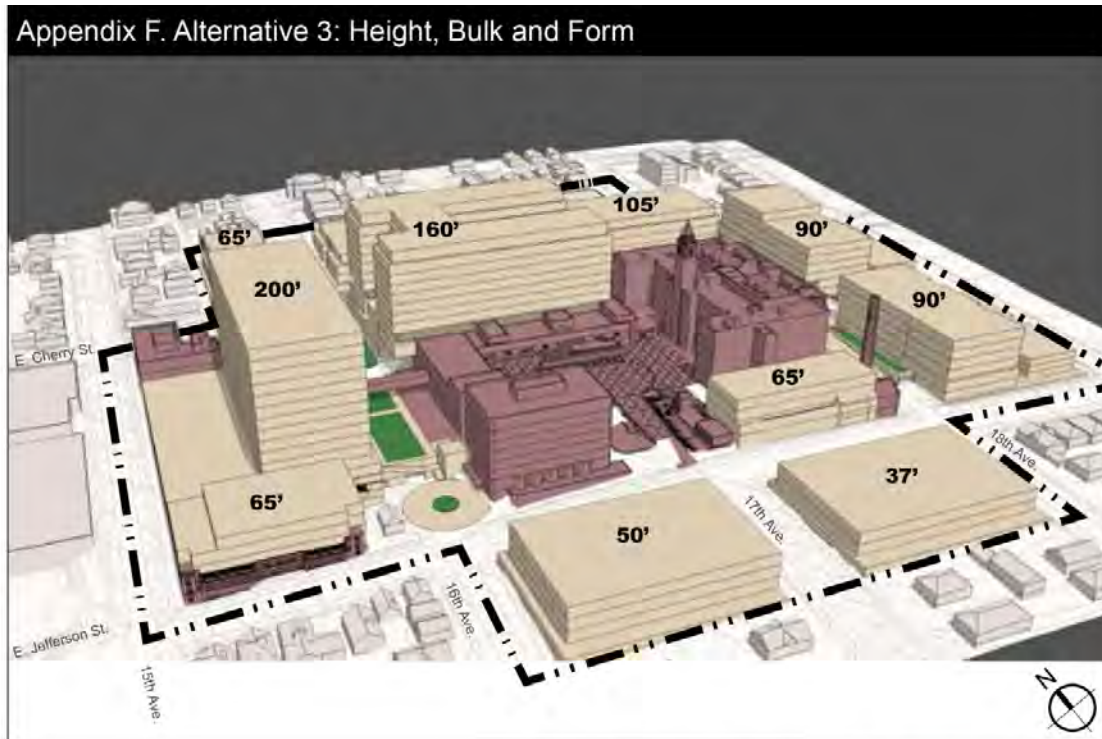 Appendix F. Alternative 3: Height, Bulk and Form
105'
65'
160'
90'
200'
90'
E Cherry St.
65'
18th Ave.
37'
65'
17th Ave.
50'
16th Ave.
E Jefferson St.
15th Ave.
N